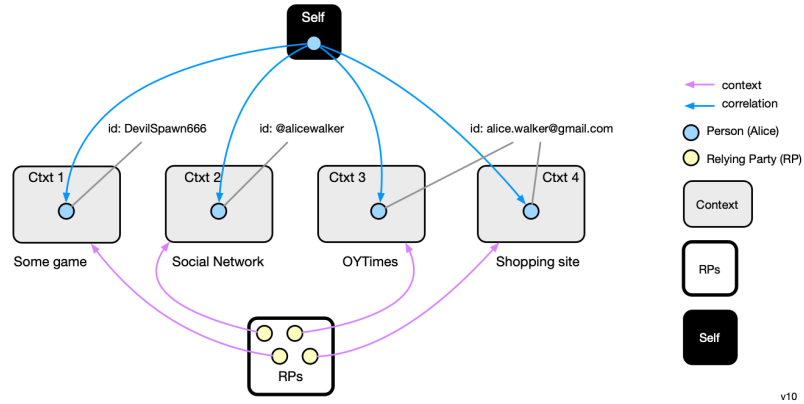 Self
id: DevilSpawn666
id: @alicewalker
id: alice.walker@gmail.com
Ctxt 1
Ctxt 2
Ctxt 3
Ctxt 4
Some game
Social Network
OYTimes
Shopping site
RPs
context
correlation
Person (Alice)
Relying Party (RP)
Context
RPs
Self
v10